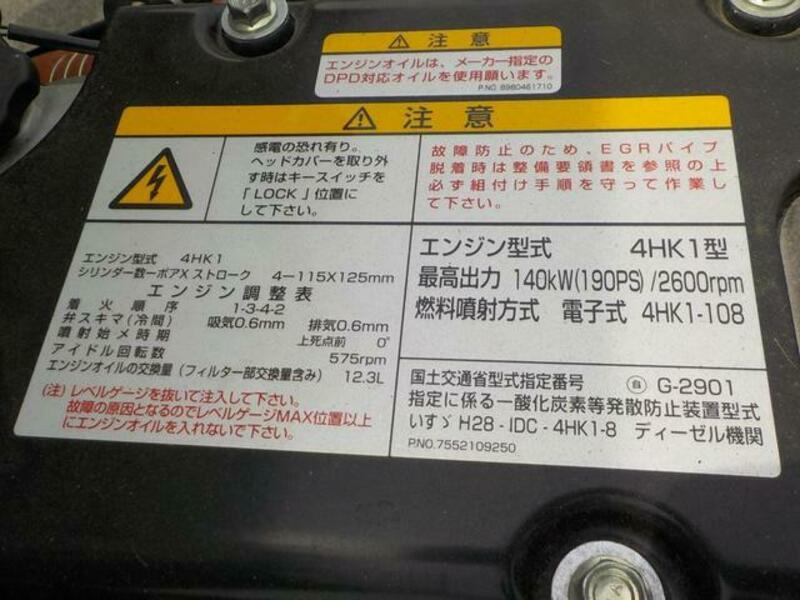 ⚠ 注意
エンジンオイルは、メーカー指定の
DPD対応オイルを使用願います。
P.NO. 8980461710
⚠ 注意
感電の恐れ有り。
ヘッドカバーを取り外
す時はキースイッチを
「LOCK」位置に
して下さい。
故障防止のため、EGRパイプ
脱着時は整備要領書を参照の上
必ず組付け手順を守って作業し
て下さい。
エンジン型式 4HK1
シリンダー数ーボアXストローク 4-115X125mm
エンジン調整表
着火順序 1-3-4-2
弁スキマ(冷間) 吸気0.6mm 排気0.6mm
噴射始メ時期 上死点前 0°
アイドル回転数 575rpm
エンジンオイルの交換量(フィルター部交換量含み) 12.3L
(注)レベルゲージを抜いて注入して下さい。
故障の原因となるのでレベルゲージMAX位置以上
にエンジンオイルを入れないで下さい。
エンジン型式 4HK1型
最高出力 140kW(190PS)/2600rpm
燃料噴射方式 電子式 4HK1-108
国土交通省型式指定番号 自 G-2901
指定に係る一酸化炭素等発散防止装置型式
いすゞ H28-IDC-4HK1-8 ディーゼル機関
P.NO.7552109250